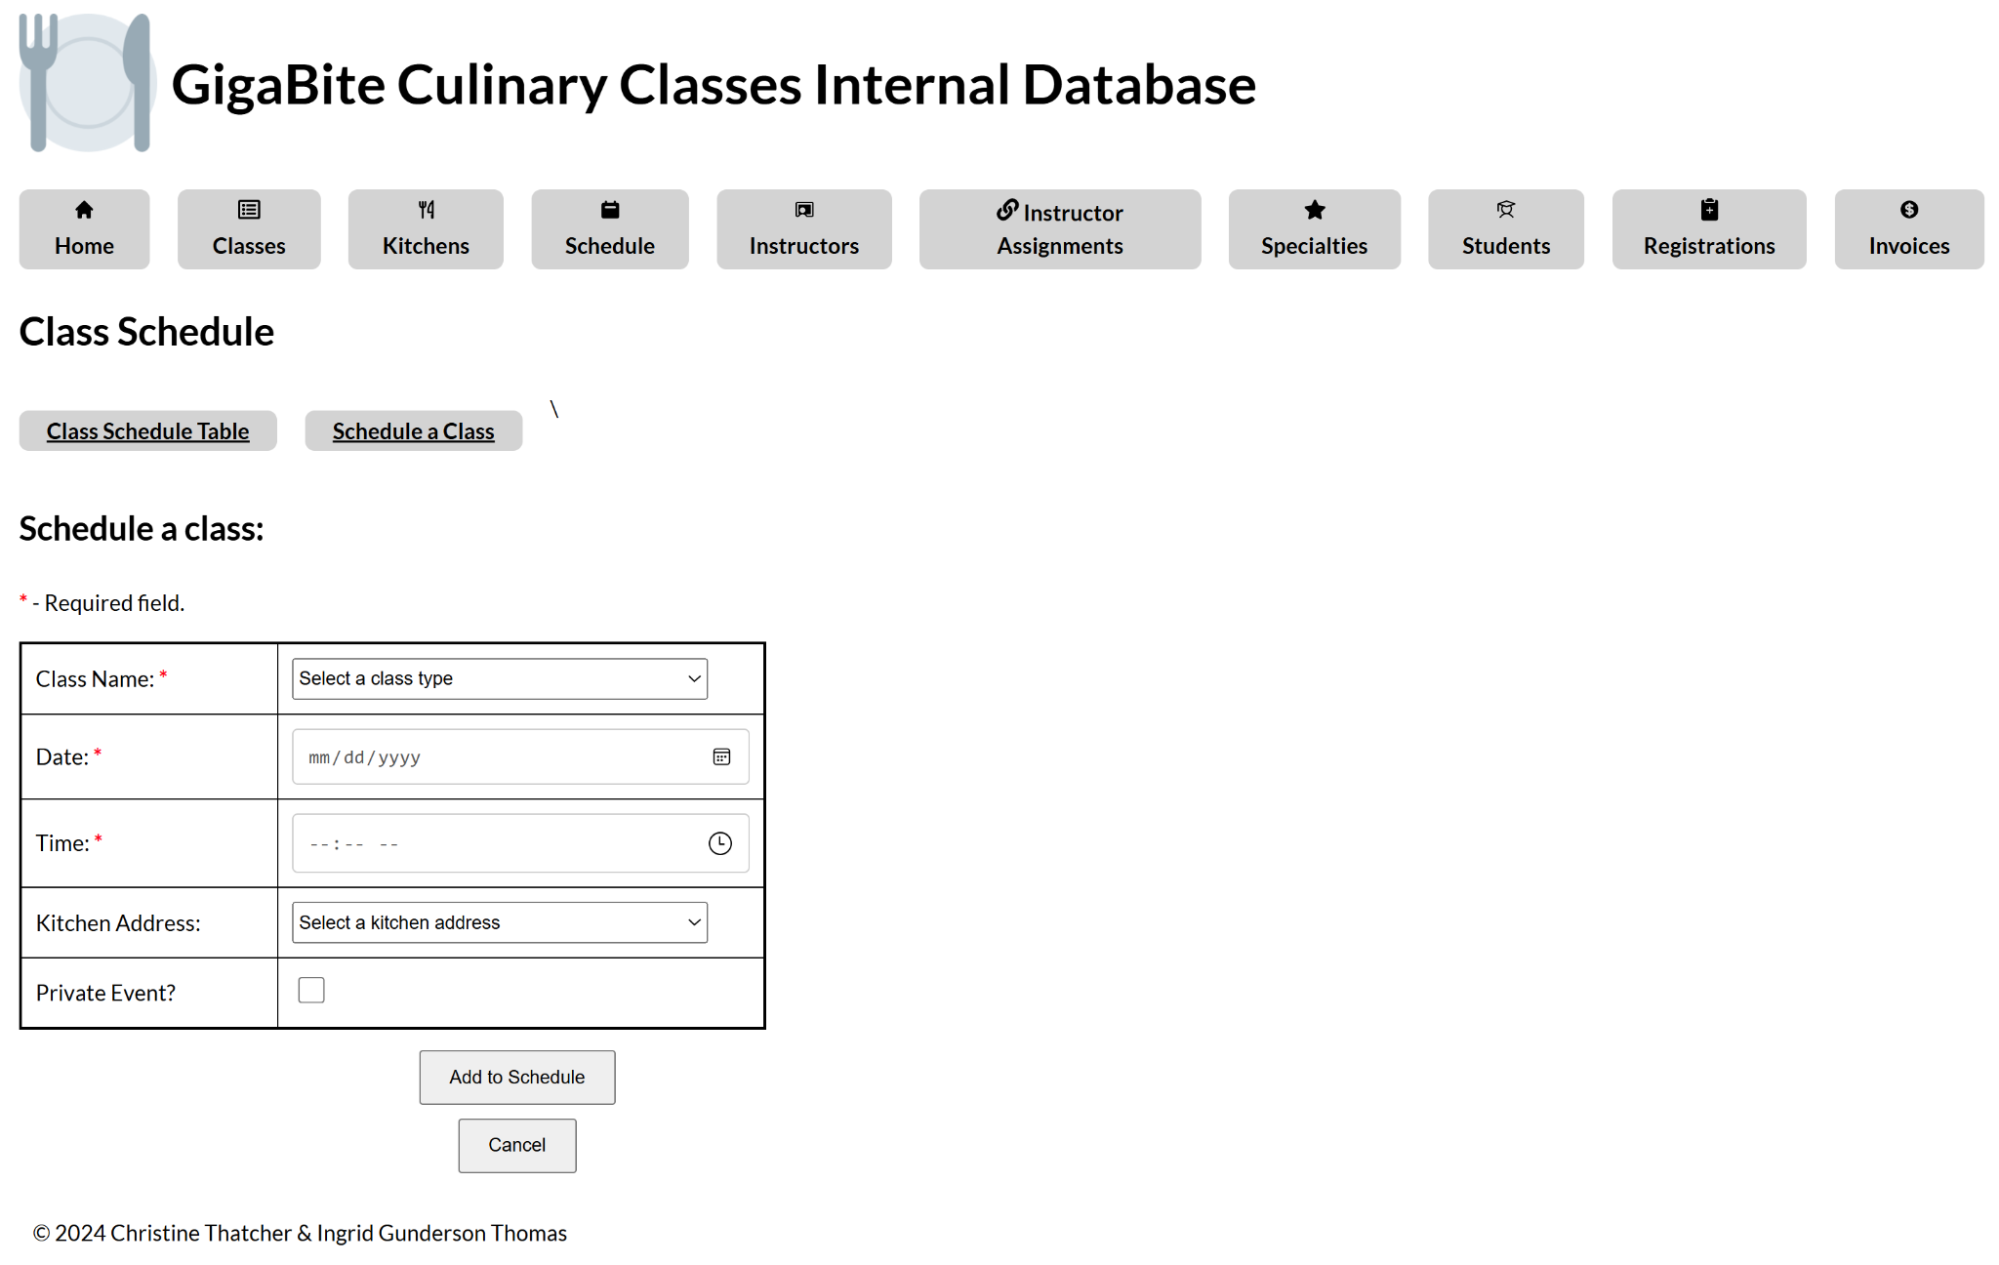 GigaBite Culinary Classes Internal Database
Home
Classes
Kitchens
Schedule
Instructors
Instructor
Assignments
Specialties
Students
Registrations
Invoices
Class Schedule
Class Schedule Table
Schedule a Class
\
Schedule a class:
* - Required field.
Class Name: *
Select a class type
Date: *
mm/dd/yyyy
Time: *
--:-- --
Kitchen Address:
Select a kitchen address
Private Event?
Add to Schedule
Cancel
© 2024 Christine Thatcher & Ingrid Gunderson Thomas